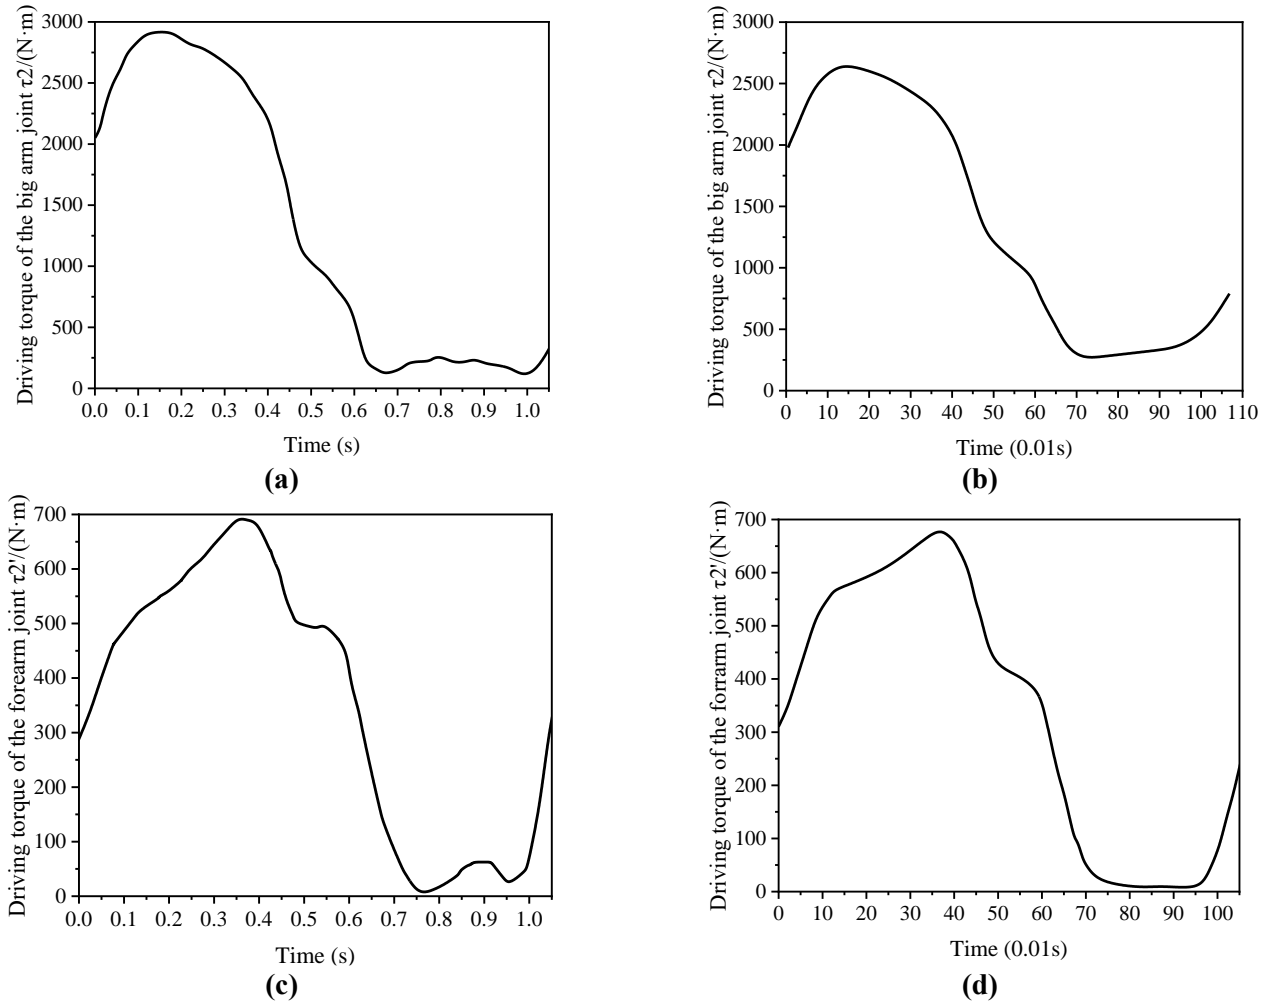 Driving torque of the big arm joint τ2/(N·m)
3000
2500
2000
1500
1000
500
0
0.0 0.1 0.2 0.3 0.4 0.5 0.6 0.7 0.8 0.9 1.0
Time (s)
(a)
Driving torque of the big arm joint τ2/(N·m)
3000
2500
2000
1500
1000
500
0
0 10 20 30 40 50 60 70 80 90 100 110
Time (0.01s)
(b)
Driving torque of the forearm joint τ2'/(N·m)
700
600
500
400
300
200
100
0
0.0 0.1 0.2 0.3 0.4 0.5 0.6 0.7 0.8 0.9 1.0
Time (s)
(c)
Driving torque of the forrarm joint τ2'/(N·m)
700
600
500
400
300
200
100
0
0 10 20 30 40 50 60 70 80 90 100
Time (0.01s)
(d)